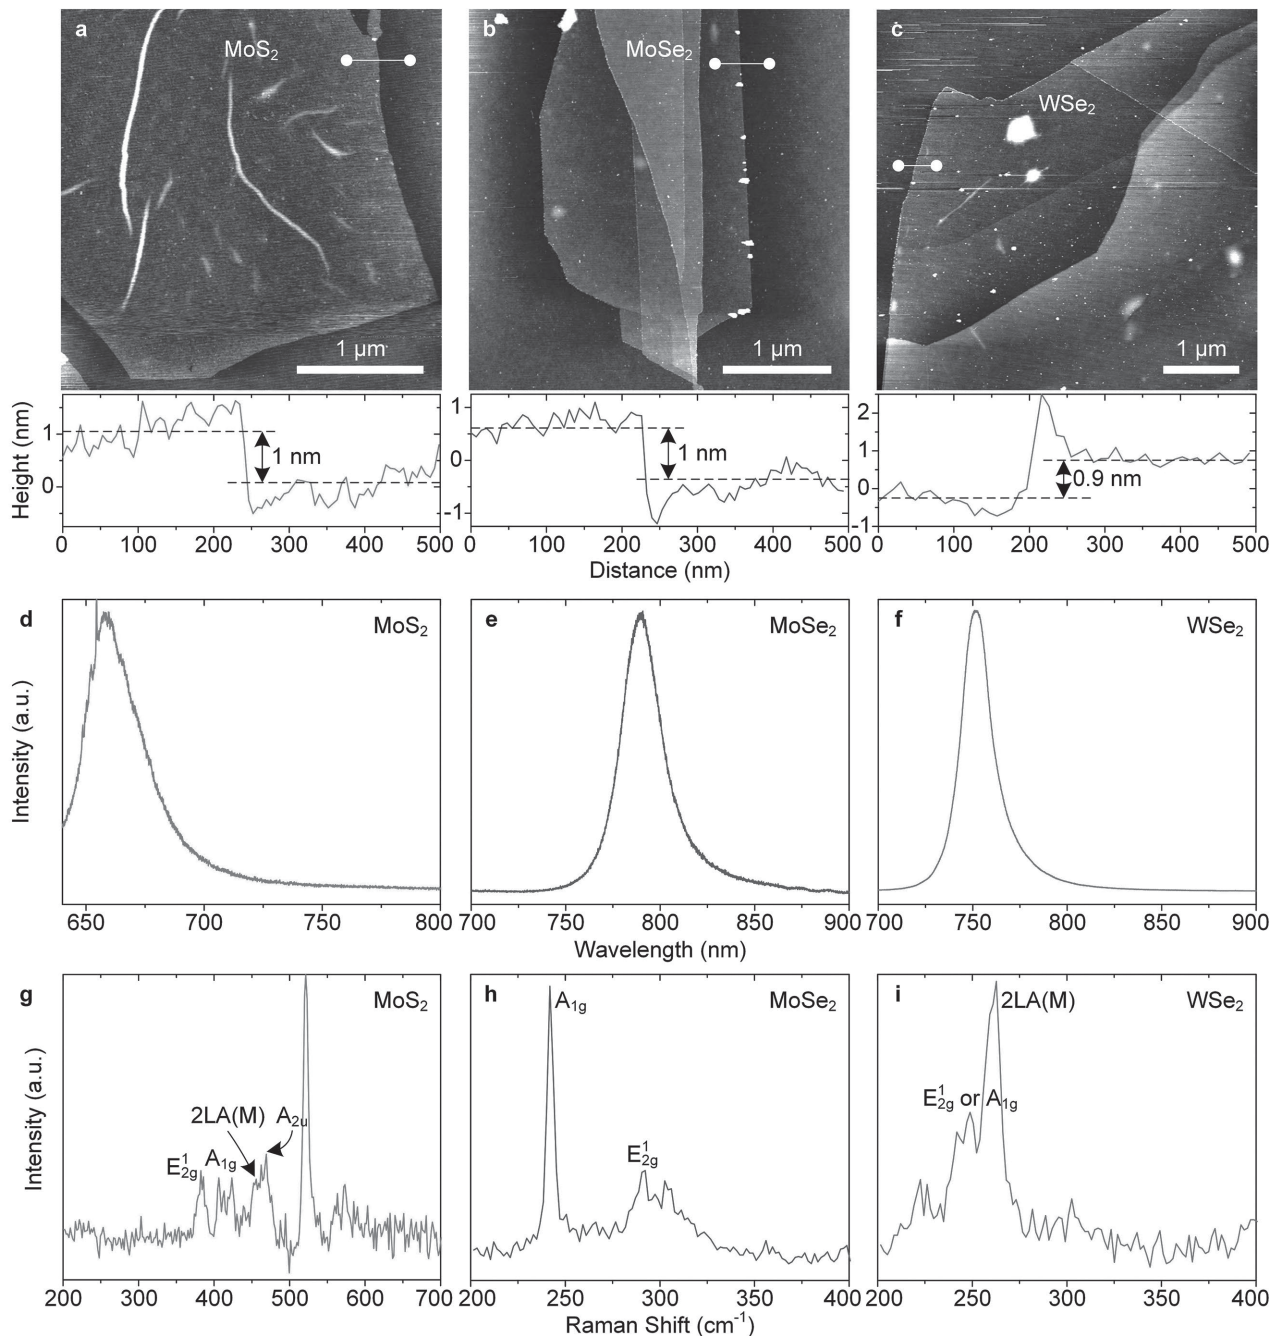 a
MoS₂
1 µm
b
MoSe₂
1 µm
c
WSe₂
1 µm
Height (nm)
1
0
1 nm
0 100 200 300 400 500
1
0
-1
1 nm
0 100 200 300 400 500
2
1
0
-1
0.9 nm
0 100 200 300 400 500
Distance (nm)
Intensity (a.u.)
d
MoS₂
650 700 750 800
e
MoSe₂
700 750 800 850 900
f
WSe₂
700 750 800 850 900
Wavelength (nm)
Intensity (a.u.)
g
MoS₂
2LA(M) A₂ᵤ
E¹₂g A₁g
200 300 400 500 600 700
h
MoSe₂
A₁g
E¹₂g
200 250 300 350 400
i
WSe₂
2LA(M)
E¹₂g or A₁g
200 250 300 350 400
Raman Shift (cm⁻¹)